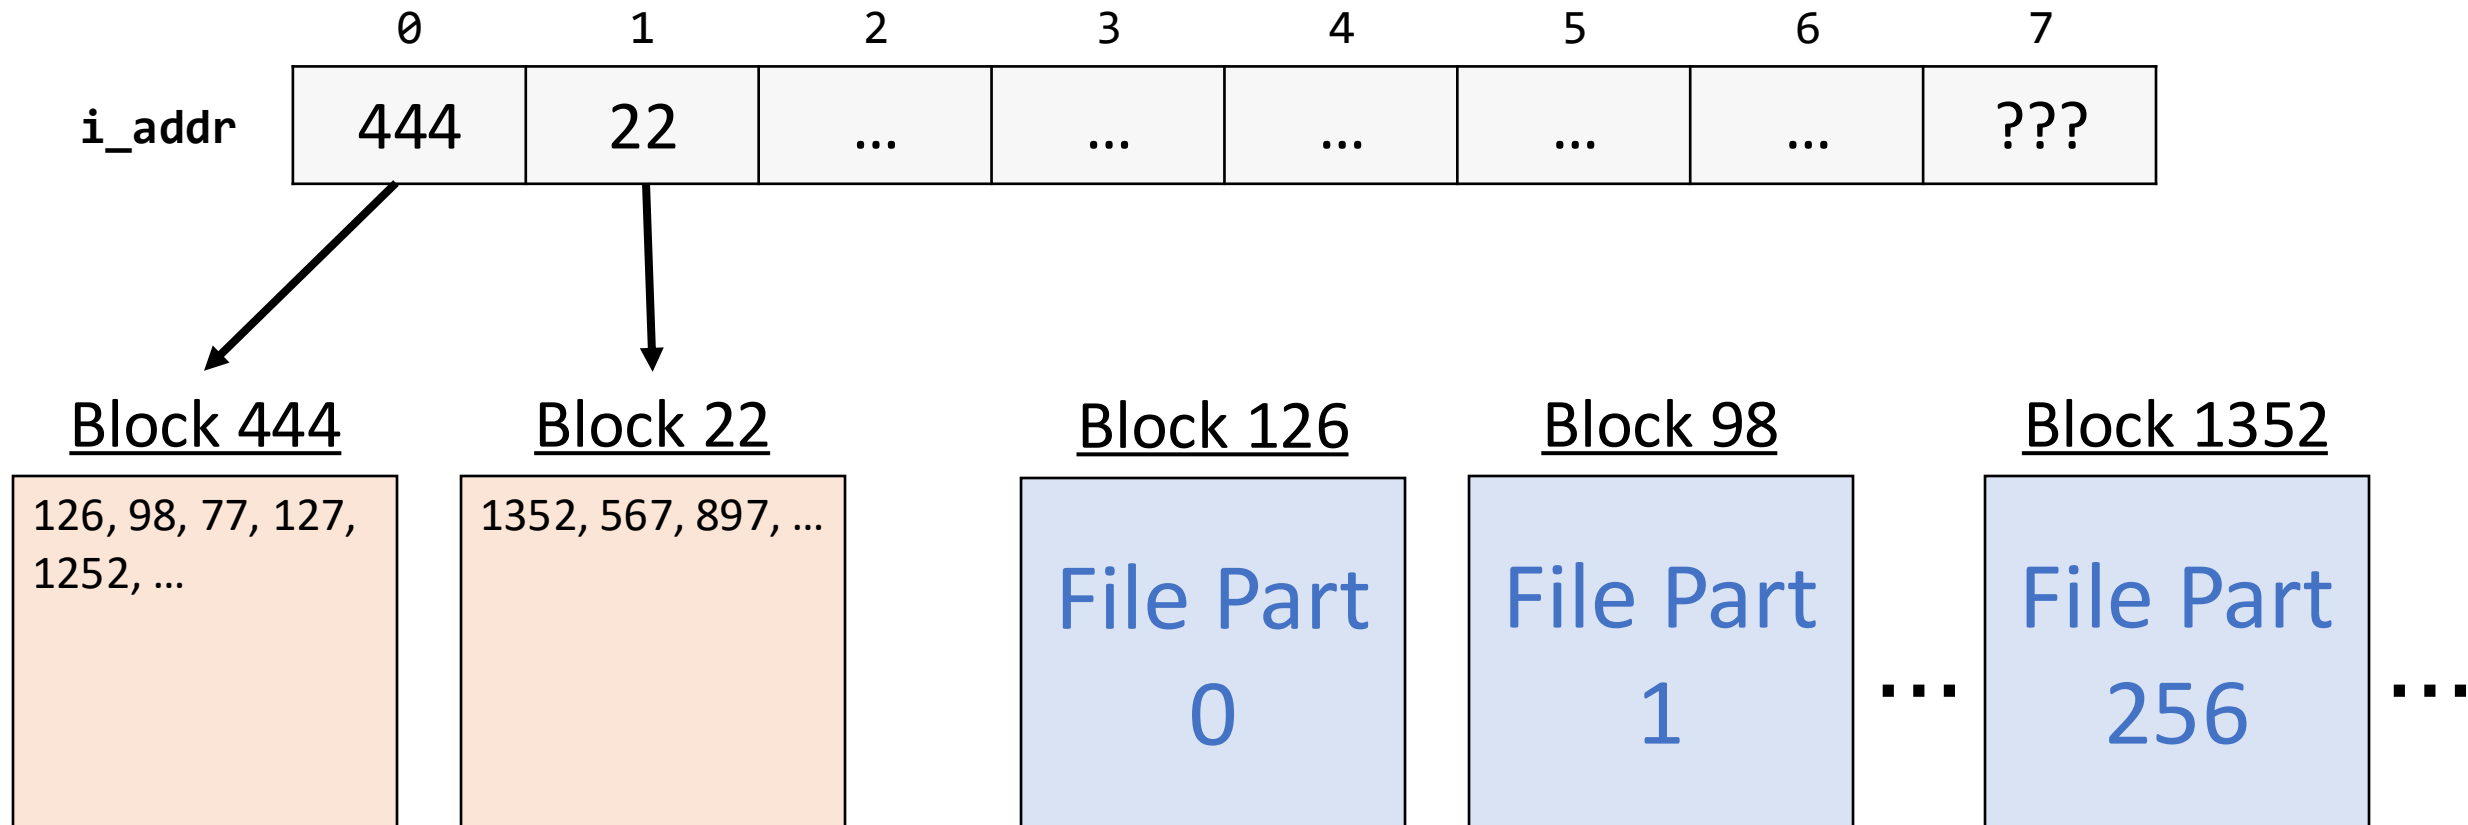 0 1 2 3 4 5 6 7
i_addr 444 22 ... ... ... ... ... ???
Block 444 Block 22 Block 126 Block 98 Block 1352
126, 98, 77, 127,
1252, ...
1352, 567, 897, ...
File Part
0
File Part
1
...
File Part
256
...